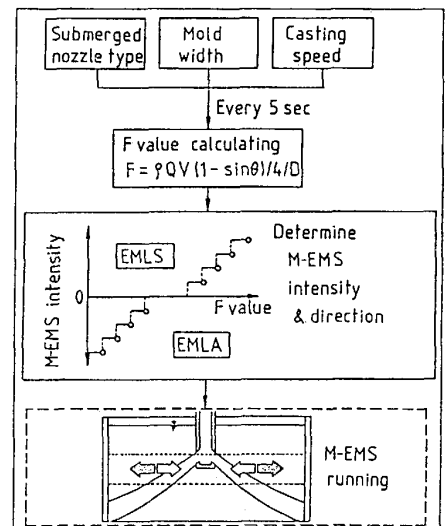 Submerged
nozzle type
Mold
width
Casting
speed
Every 5 sec
F value calculating
F = ρQV(1-sinθ)/4/D
M-EMS intensity
0
EMLS
F value
EMLA
Determine
M-EMS
intensity
& direction
M-EMS
running